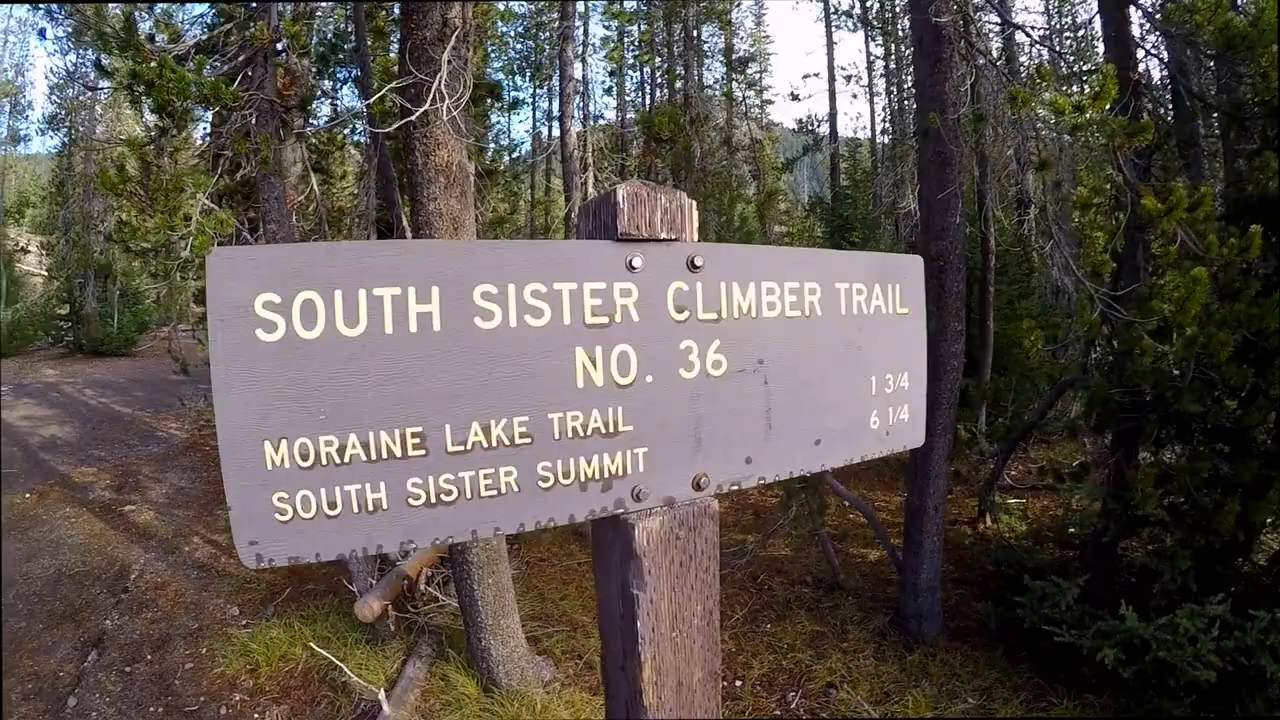 SOUTH SISTER CLIMBER TRAIL
NO. 36
MORAINE LAKE TRAIL 1 3/4
SOUTH SISTER SUMMIT 6 1/4